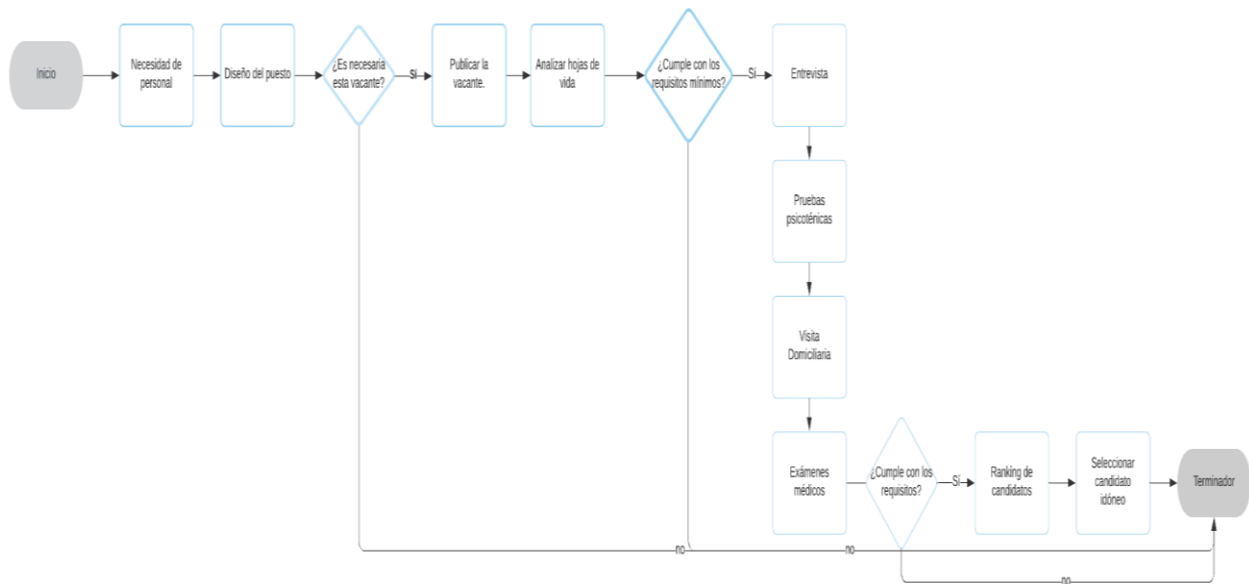 Inicio
Necesidad de
personal
Diseño del puesto
¿Es necesaria
esta vacante?
Sí
Publicar la
vacante.
Analizar hojas de
vida
¿Cumple con los
requisitos mínimos?
Sí
Entrevista
Pruebas
psicoténicas
Visita
Domiciliaria
Exámenes
médicos
¿Cumple con los
requisitos?
Sí
Ranking de
candidatos
Seleccionar
candidato
idóneo
Terminador
no
no
no